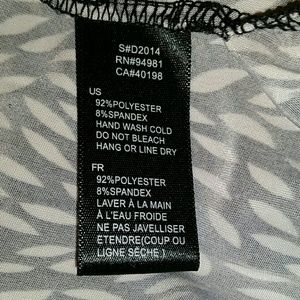 S#D2014
RN#94981
CA#40198
US
92%POLYESTER
8%SPANDEX
HAND WASH COLD
DO NOT BLEACH
HANG OR LINE DRY
FR
92%POLYESTER
8%SPANDEX
LAVER À LA MAIN
À L'EAU FROIDE
NE PAS JAVELLISER
ETENDRE(COUP OU
LIGNE SÈCHE )